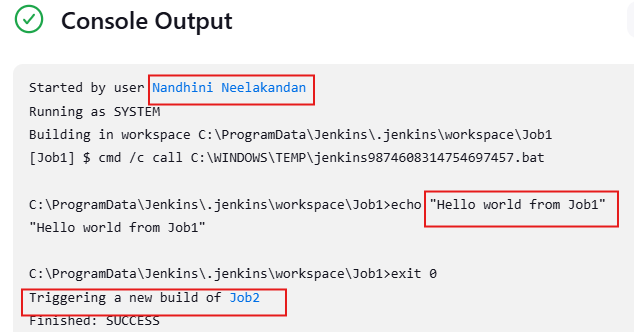 Console Output
Started by user Nandhini Neelakandan
Running as SYSTEM
Building in workspace C:\ProgramData\Jenkins\.jenkins\workspace\Job1
[Job1] $ cmd /c call C:\WINDOWS\TEMP\jenkins9874608314754697457.bat
C:\ProgramData\Jenkins\.jenkins\workspace\Job1>echo "Hello world from Job1"
"Hello world from Job1"
C:\ProgramData\Jenkins\.jenkins\workspace\Job1>exit 0
Triggering a new build of Job2
Finished: SUCCESS